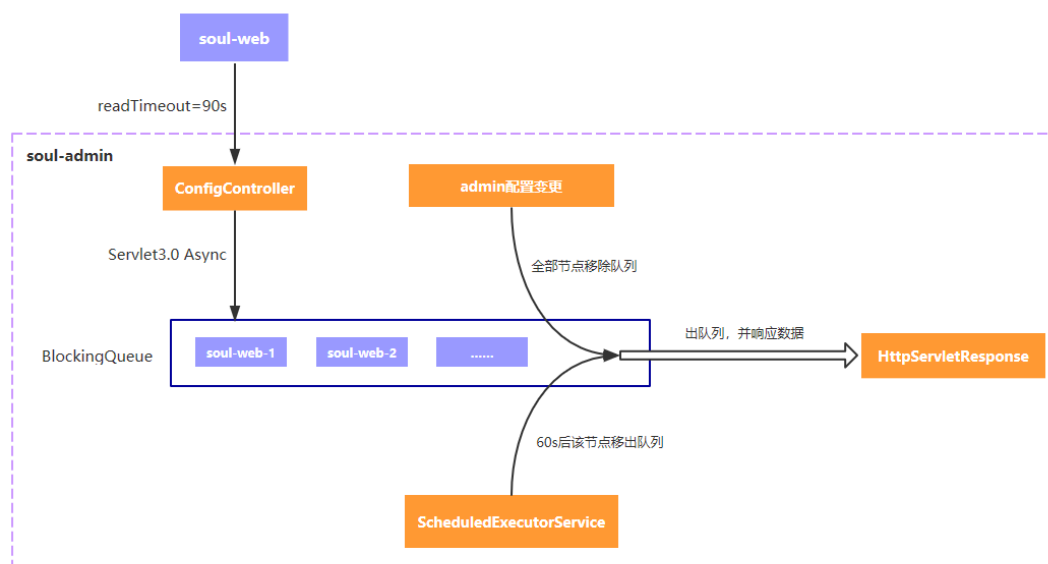 soul-web
readTimeout=90s
soul-admin
ConfigController
admin配置变更
Servlet3.0 Async
全部节点移除队列
BlockingQueue
soul-web-1
soul-web-2
......
出队列，并响应数据
HttpServletResponse
60s后该节点移出队列
ScheduledExecutorService